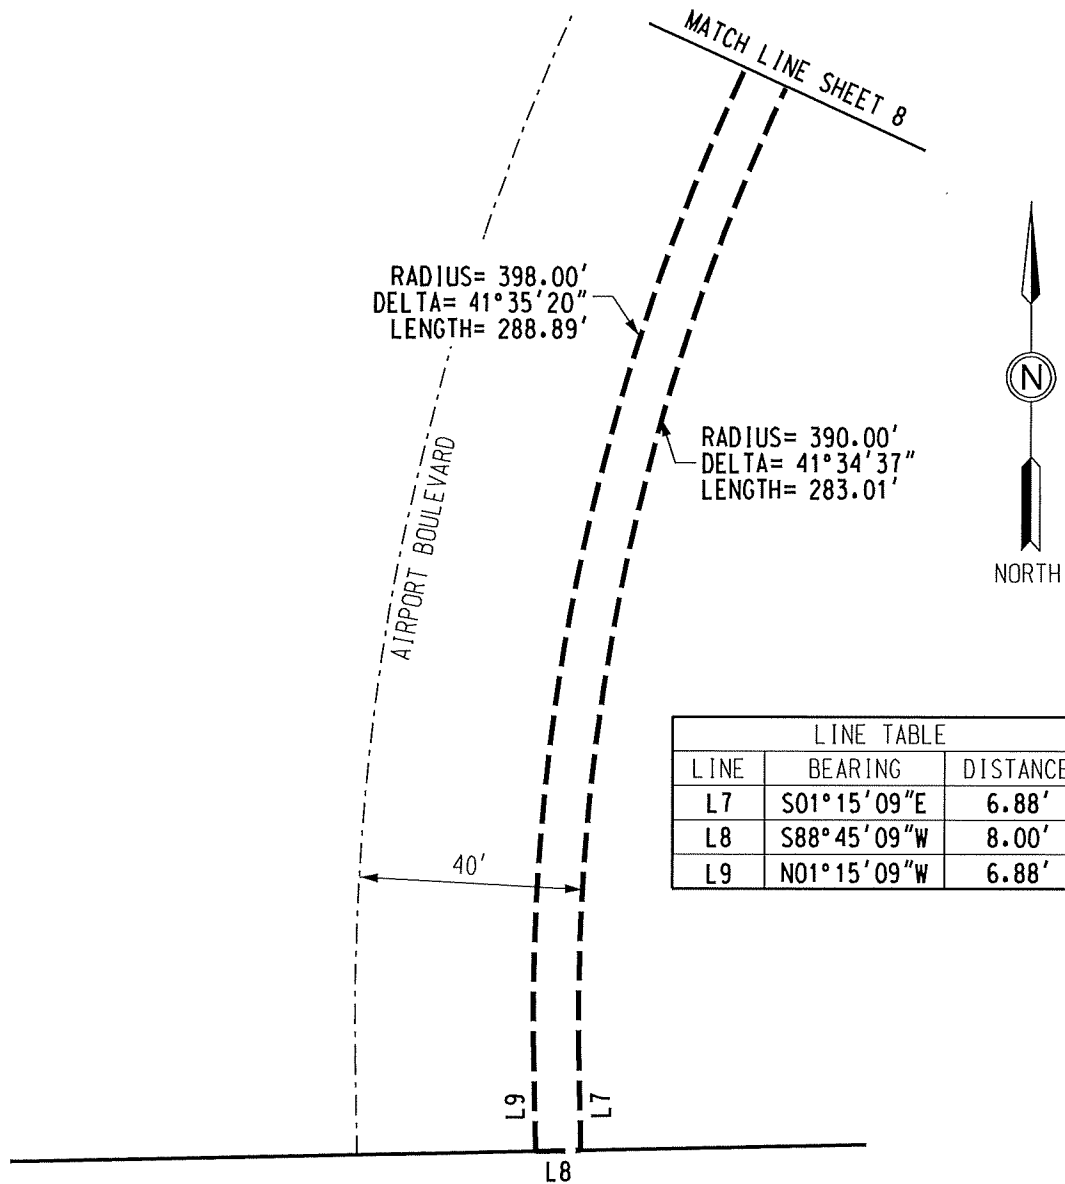 MATCH LINE SHEET 8
RADIUS= 398.00'
DELTA= 41°35'20"
LENGTH= 288.89'
RADIUS= 390.00'
DELTA= 41°34'37"
LENGTH= 283.01'
N
NORTH
AIRPORT BOULEVARD
LINE TABLE
LINE BEARING DISTANCE
L7 S01°15'09"E 6.88'
L8 S88°45'09"W 8.00'
L9 N01°15'09"W 6.88'
40'
L9
L7
L8